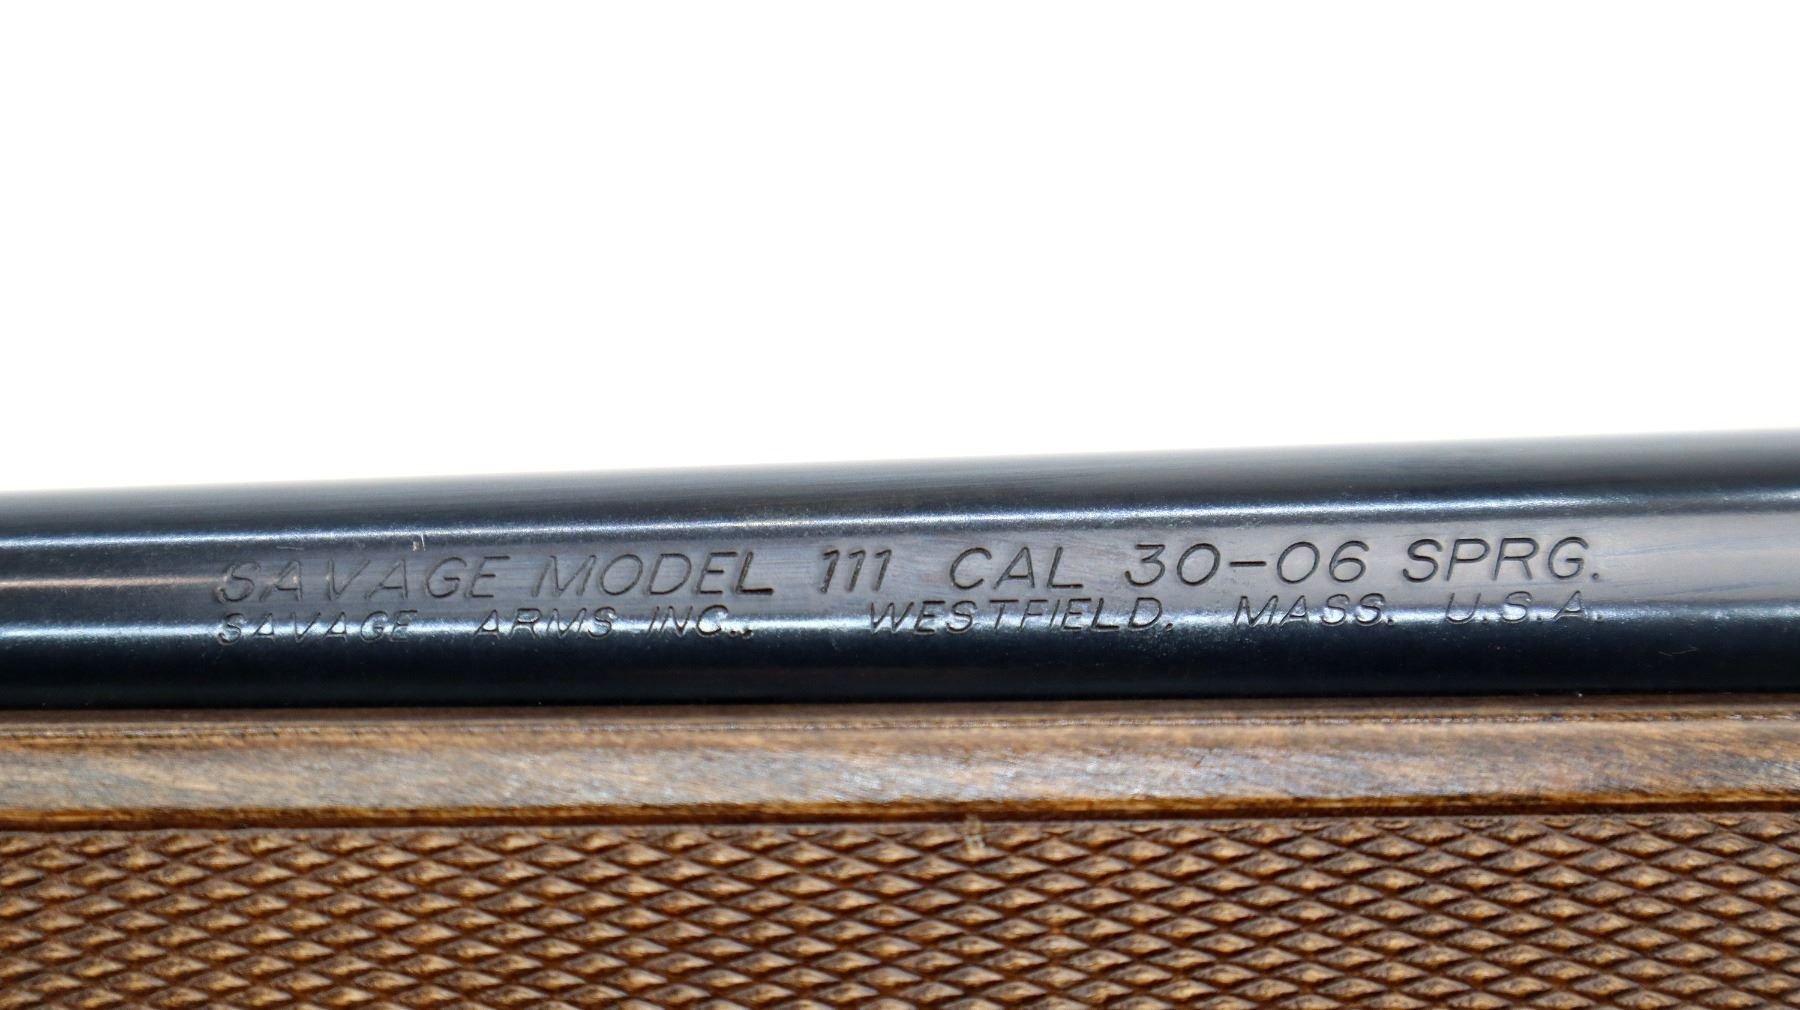 SAVAGE MODEL 111 CAL 30-06 SPRG.
SAVAGE ARMS INC., WESTFIELD, MASS. U.S.A.